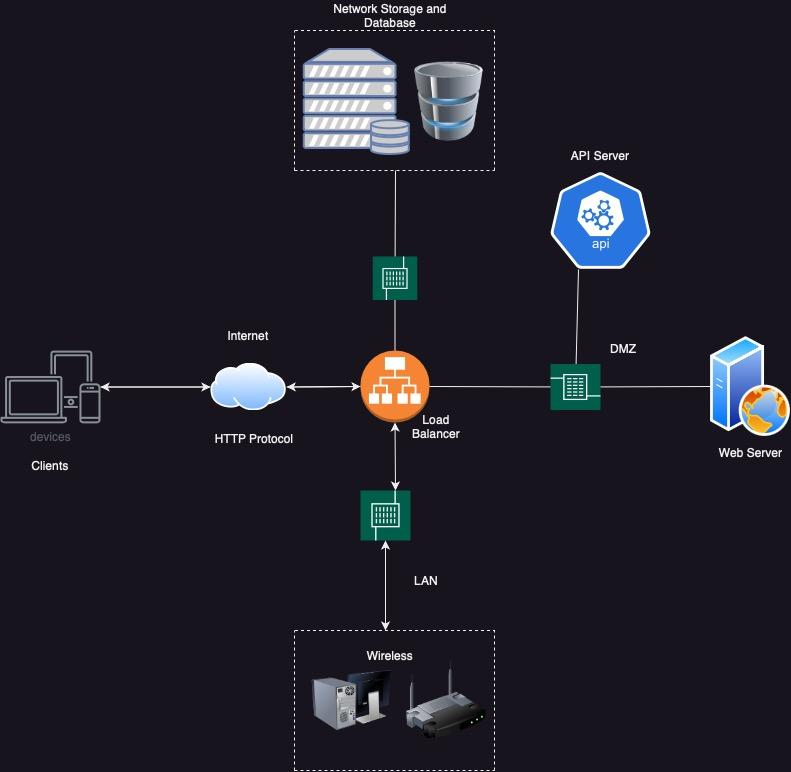 Network Storage and
Database
API Server
api
Internet
DMZ
HTTP Protocol
Load
Balancer
devices
Clients
Web Server
LAN
Wireless